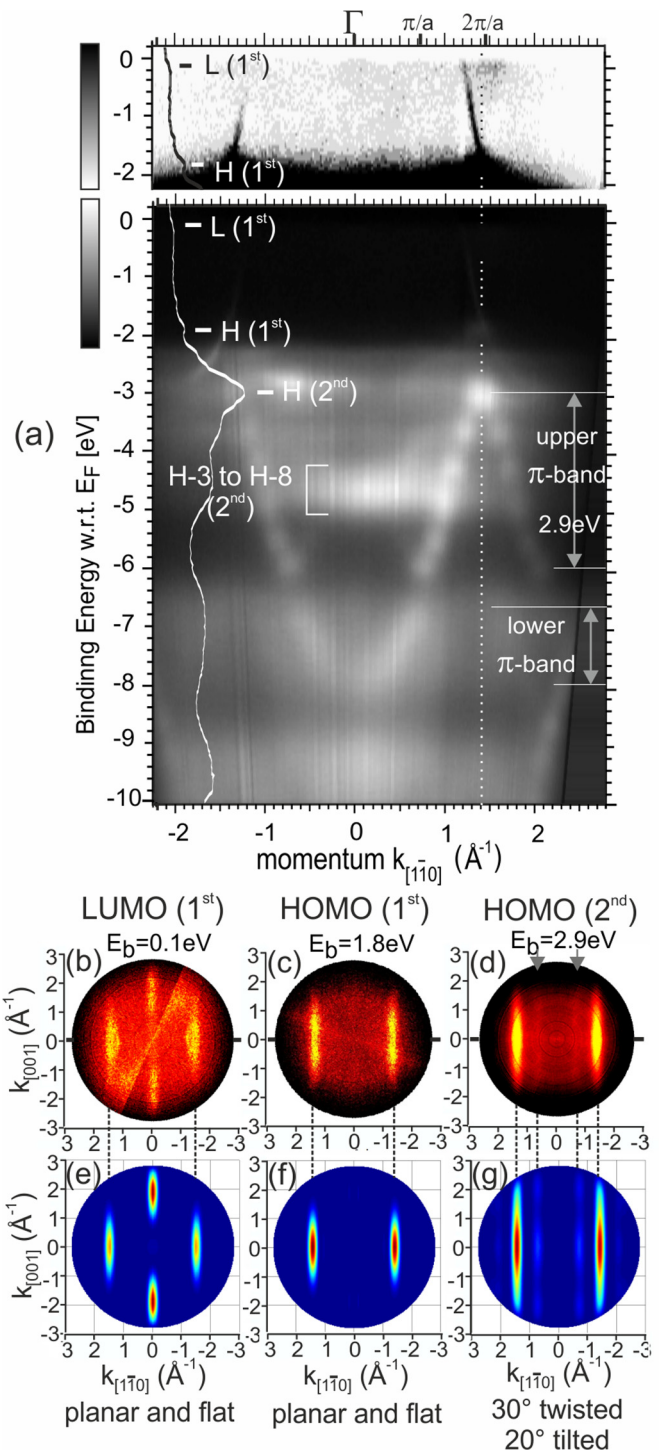 Γ π/a 2π/a
0
L (1st)
-1
H (1st)
-2
0
L (1st)
-1
-2
H (1st)
-3
H (2nd)
-4
H-3 to H-8
(2nd)
-5
-6
-7
-8
-9
-10
upper
π-band
2.9eV
lower
π-band
(a)
Bindinng Energy w.r.t. EF [eV]
-2 -1 0 1 2
momentum k[11̄0] (Å-1)
LUMO (1st) HOMO (1st) HOMO (2nd)
Eb=0.1eV Eb=1.8eV Eb=2.9eV
(b) (c) (d)
k[001] (Å-1)
3
2
1
0
-1
-2
-3
3 2 1 0 -1 -2 -3 3 2 1 0 -1 -2 -3 3 2 1 0 -1 -2 -3
(e) (f) (g)
k[001] (Å-1)
3
2
1
0
-1
-2
-3
3 2 1 0 -1 -2 -3 3 2 1 0 -1 -2 -3 3 2 1 0 -1 -2 -3
k[11̄0] (Å-1) k[11̄0] (Å-1) k[11̄0] (Å-1)
planar and flat planar and flat 30° twisted
20° tilted